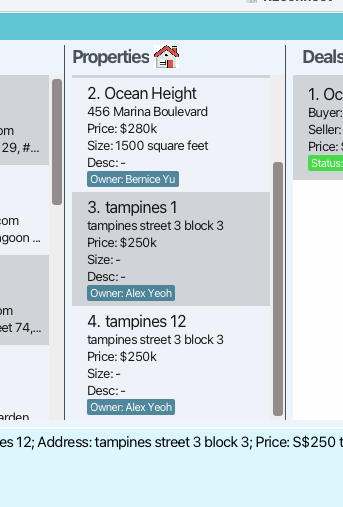 Properties
Deals
om
29, #...
com
agoon ...
om
eet 74,...
arden
2. Ocean Height
456 Marina Boulevard
Price: $280k
Size: 1500 square feet
Desc: -
Owner: Bernice Yu
3. tampines 1
tampines street 3 block 3
Price: $250k
Size: -
Desc: -
Owner: Alex Yeoh
4. tampines 12
tampines street 3 block 3
Price: $250k
Size: -
Desc: -
Owner: Alex Yeoh
1. Oc
Buyer:
Seller:
Price: $
Status:
es 12; Address: tampines street 3 block 3; Price: S$250 t